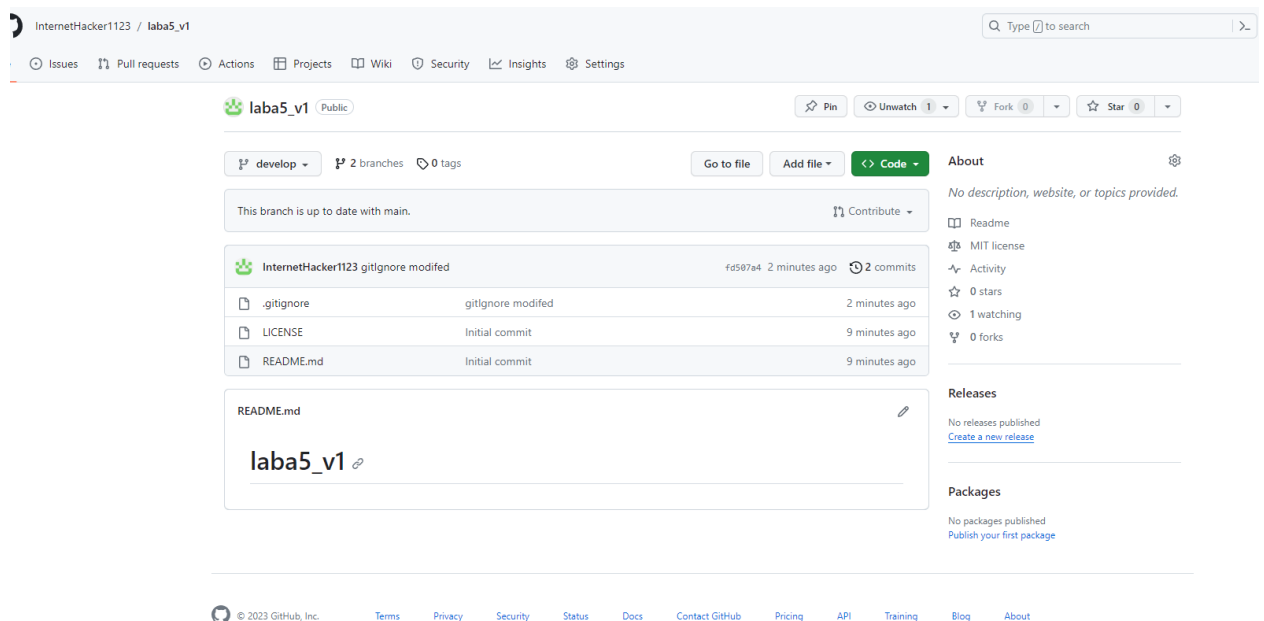 InternetHacker1123 / laba5_v1
Type / to search
Issues Pull requests Actions Projects Wiki Security Insights Settings
laba5_v1 Public
Pin Unwatch 1 Fork 0 Star 0
develop 2 branches 0 tags
Go to file Add file <> Code
This branch is up to date with main.
Contribute
InternetHacker1123 gitIgnore modifed fd507a4 2 minutes ago 2 commits
.gitignore gitIgnore modifed 2 minutes ago
LICENSE Initial commit 9 minutes ago
README.md Initial commit 9 minutes ago
README.md
laba5_v1
About
No description, website, or topics provided.
Readme
MIT license
Activity
0 stars
1 watching
0 forks
Releases
No releases published
Create a new release
Packages
No packages published
Publish your first package
© 2023 GitHub, Inc. Terms Privacy Security Status Docs Contact GitHub Pricing API Training Blog About